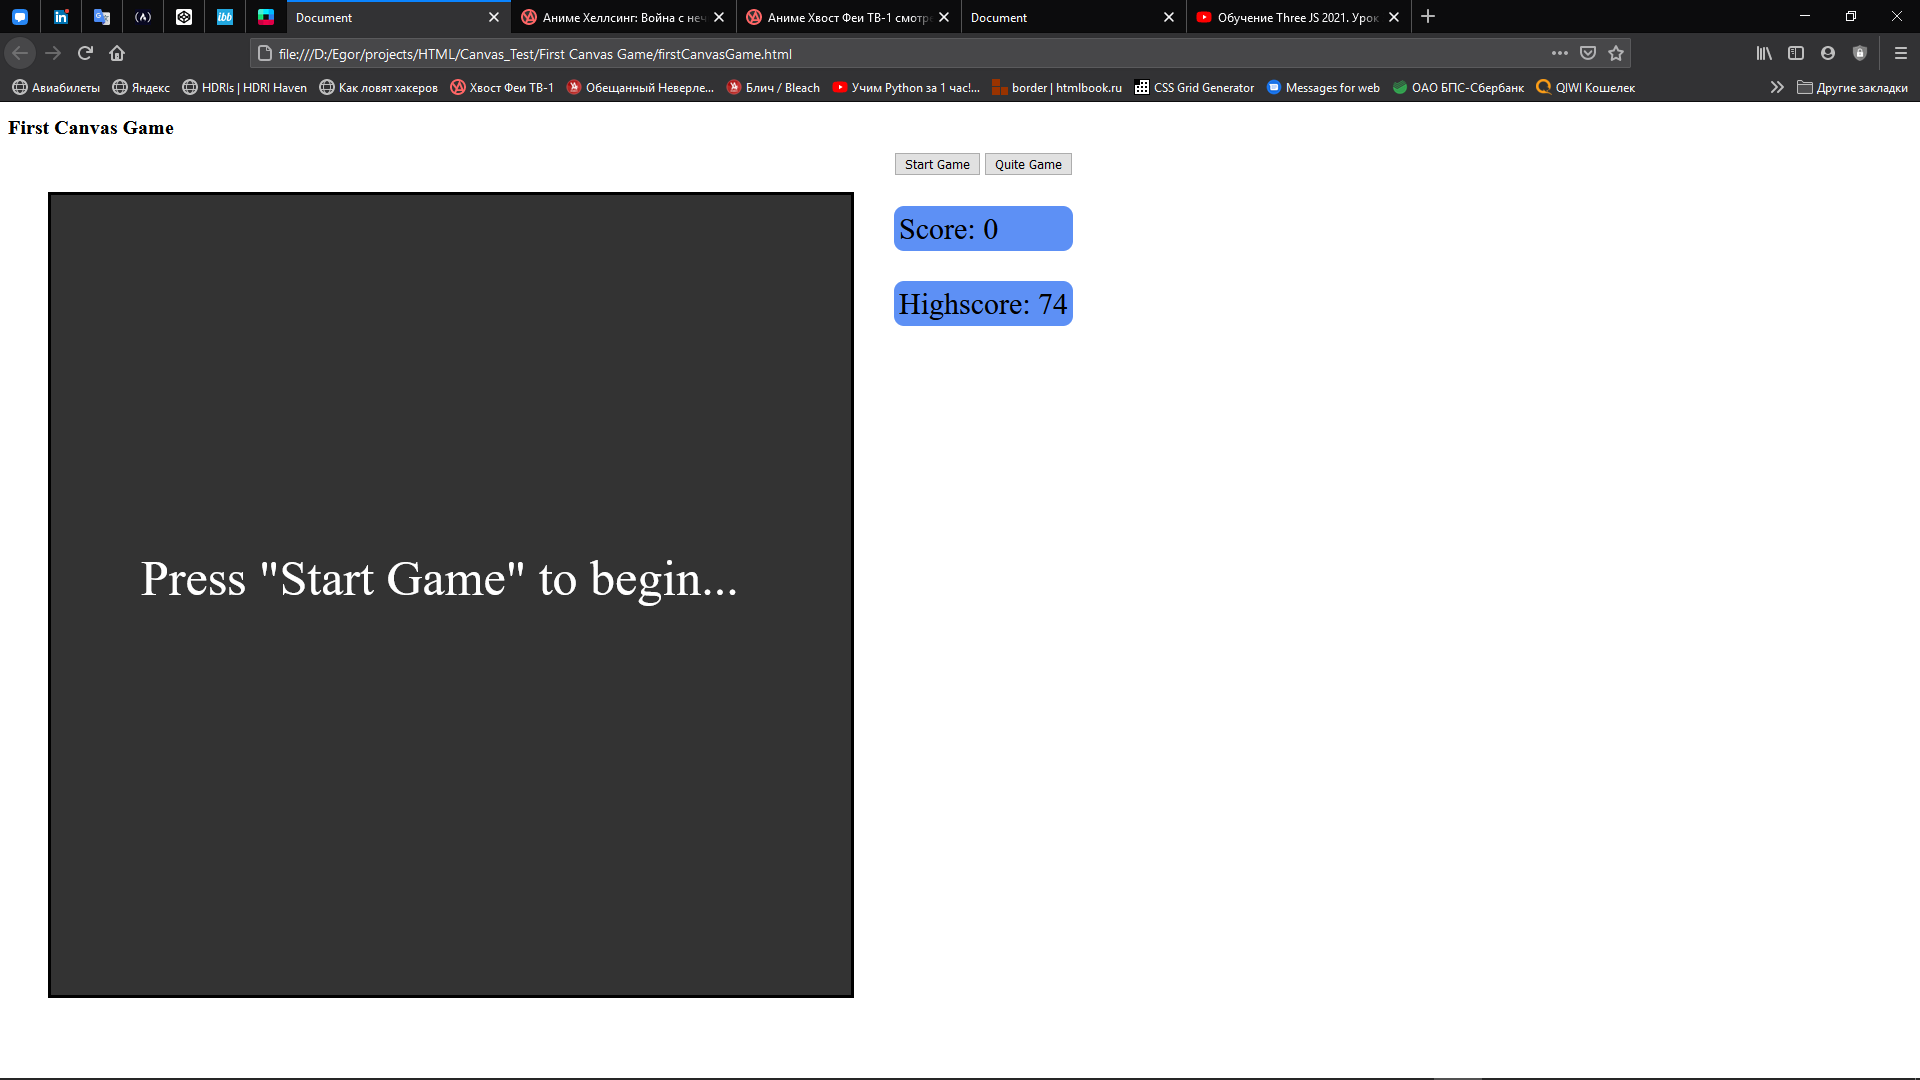 Document
Аниме Хеллсинг: Война с неч
Аниме Хвост Феи ТВ-1 смотре
Document
Обучение Three JS 2021. Урок
file:///D:/Egor/projects/HTML/Canvas_Test/First Canvas Game/firstCanvasGame.html
Авиабилеты
Яндекс
HDRIs | HDRI Haven
Как ловят хакеров
Хвост Феи ТВ-1
Обещанный Неверле...
Блич / Bleach
Учим Python за 1 час!...
border | htmlbook.ru
CSS Grid Generator
Messages for web
ОАО БПС-Сбербанк
QIWI Кошелек
Другие закладки
First Canvas Game
Start Game
Quite Game
Score: 0
Highscore: 74
Press "Start Game" to begin...